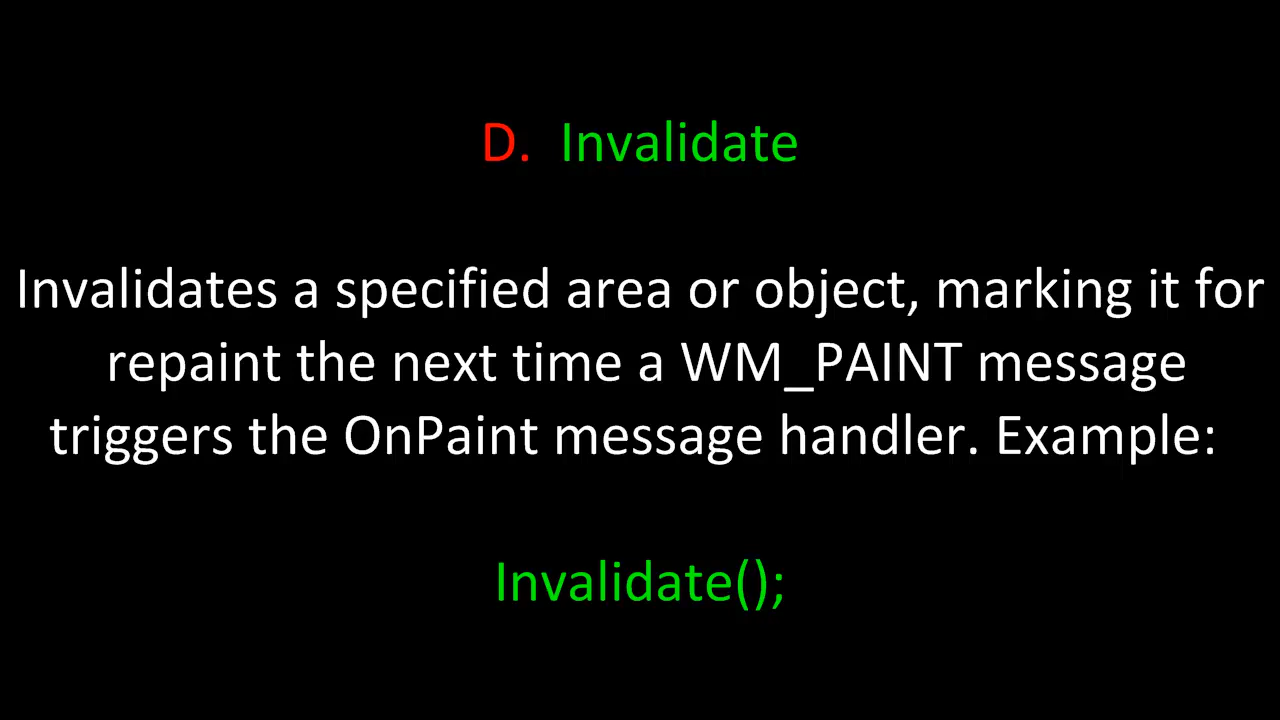 D. Invalidate
Invalidates a specified area or object, marking it for
repaint the next time a WM_PAINT message
triggers the OnPaint message handler. Example:
Invalidate();